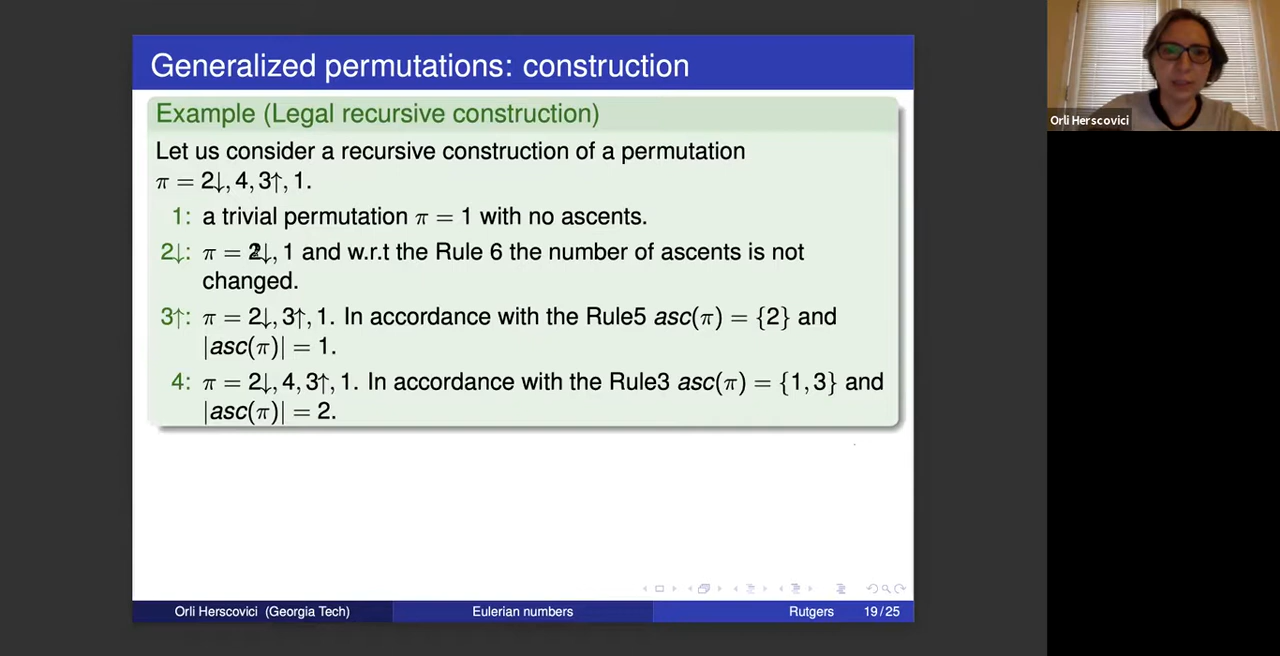 Generalized permutations: construction
Orli Herscovici
Example (Legal recursive construction)
Let us consider a recursive construction of a permutation
π = 2↓, 4, 3↑, 1.
1: a trivial permutation π = 1 with no ascents.
2↓: π = 2↓, 1 and w.r.t the Rule 6 the number of ascents is not
changed.
3↑: π = 2↓, 3↑, 1. In accordance with the Rule5 asc(π) = {2} and
|asc(π)| = 1.
4: π = 2↓, 4, 3↑, 1. In accordance with the Rule3 asc(π) = {1, 3} and
|asc(π)| = 2.
Orli Herscovici (Georgia Tech) Eulerian numbers Rutgers 19/25